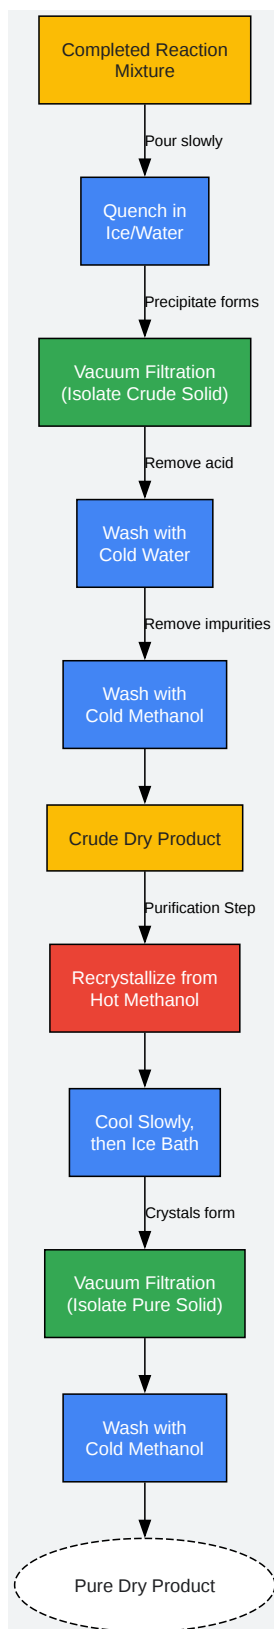 Completed Reaction
Mixture
Pour slowly
Quench in
Ice/Water
Precipitate forms
Vacuum Filtration
(Isolate Crude Solid)
Remove acid
Wash with
Cold Water
Remove impurities
Wash with
Cold Methanol
Crude Dry Product
Purification Step
Recrystallize from
Hot Methanol
Cool Slowly,
then Ice Bath
Crystals form
Vacuum Filtration
(Isolate Pure Solid)
Wash with
Cold Methanol
Pure Dry Product